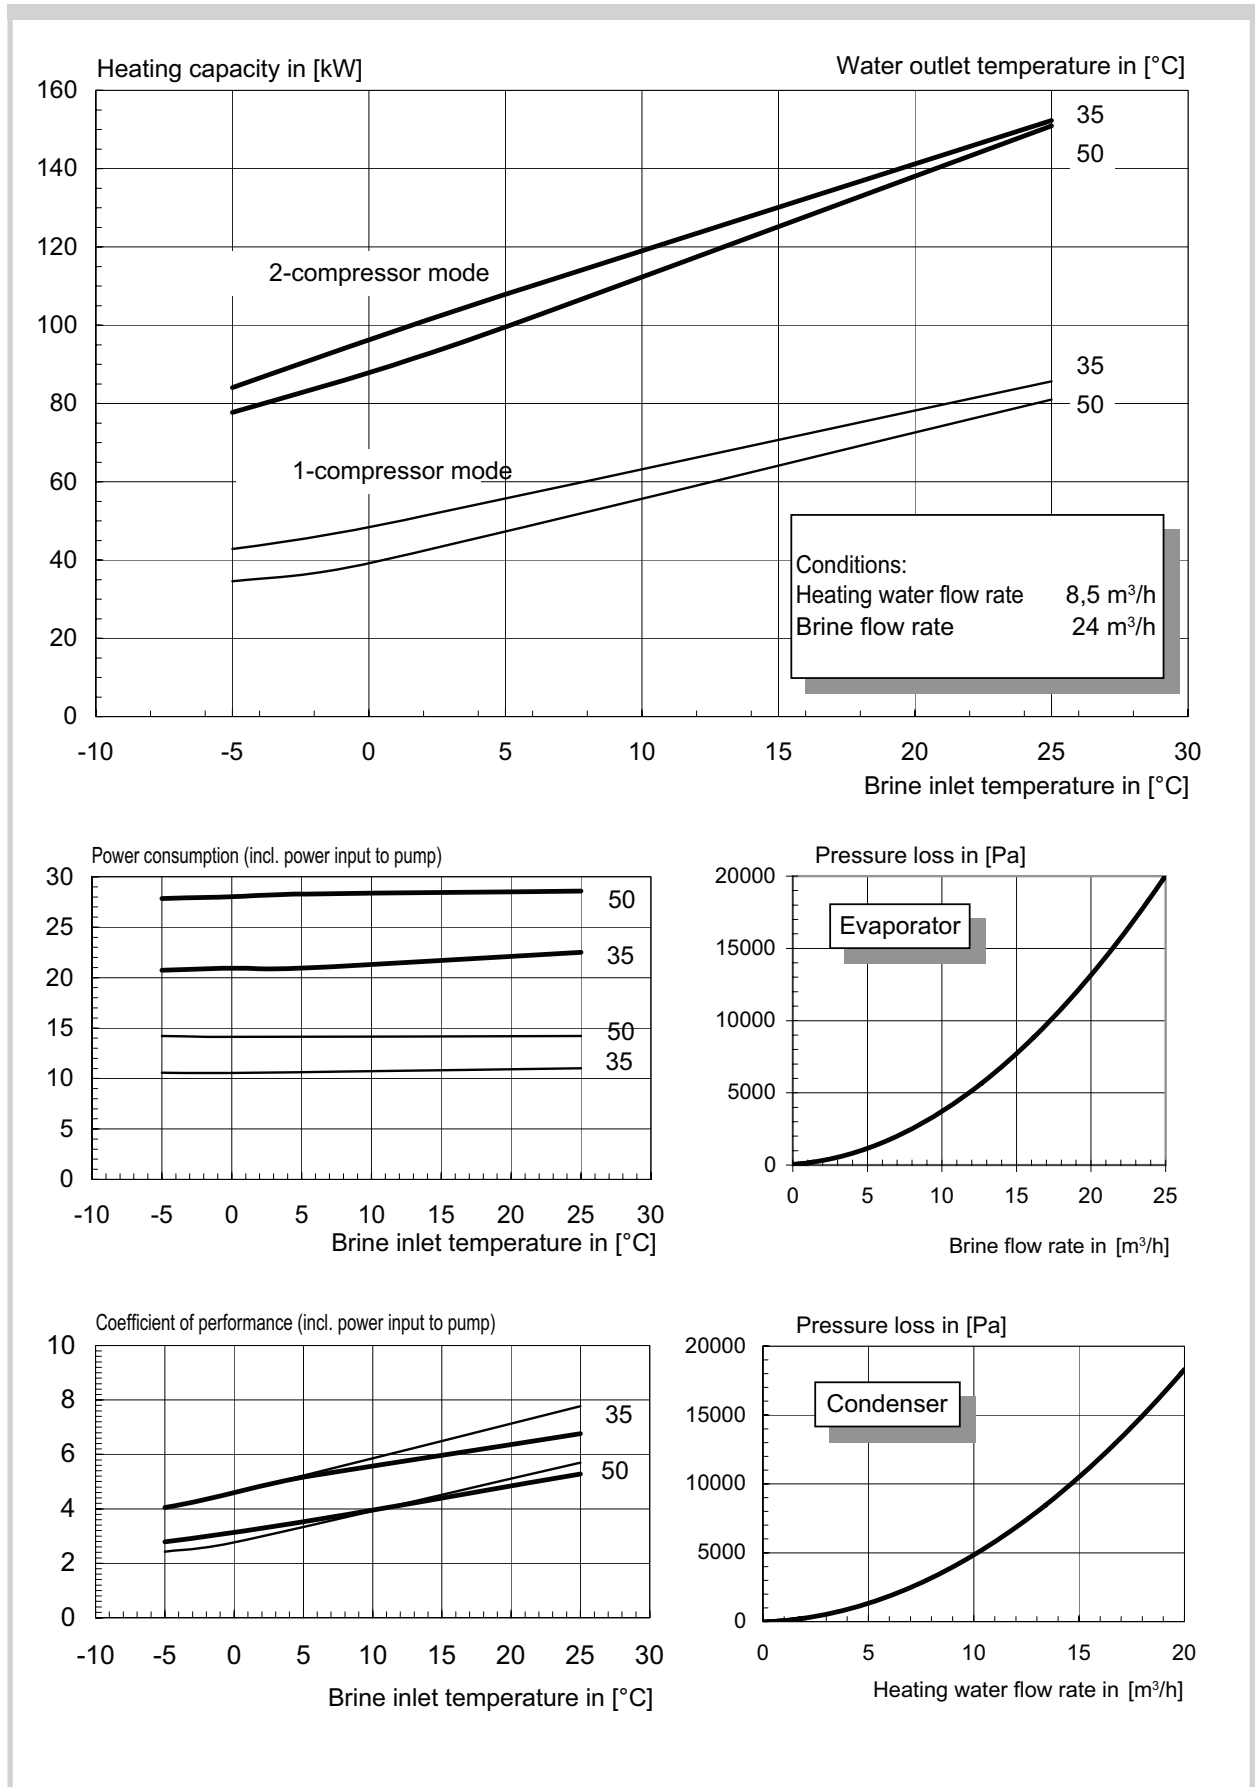 Heating capacity in [kW]
Water outlet temperature in [°C]
160
140
120
100
80
60
40
20
0
35
50
2-compressor mode
35
50
1-compressor mode
Conditions:
Heating water flow rate 8,5 m³/h
Brine flow rate 24 m³/h
-10 -5 0 5 10 15 20 25 30
Brine inlet temperature in [°C]
Power consumption (incl. power input to pump)
30
25
20
15
10
5
0
50
35
50
35
-10 -5 0 5 10 15 20 25 30
Brine inlet temperature in [°C]
Pressure loss in [Pa]
20000
15000
10000
5000
0
Evaporator
0 5 10 15 20 25
Brine flow rate in [m³/h]
Coefficient of performance (incl. power input to pump)
10
8
6
4
2
0
35
50
-10 -5 0 5 10 15 20 25 30
Brine inlet temperature in [°C]
Pressure loss in [Pa]
20000
15000
10000
5000
0
Condenser
0 5 10 15 20
Heating water flow rate in [m³/h]